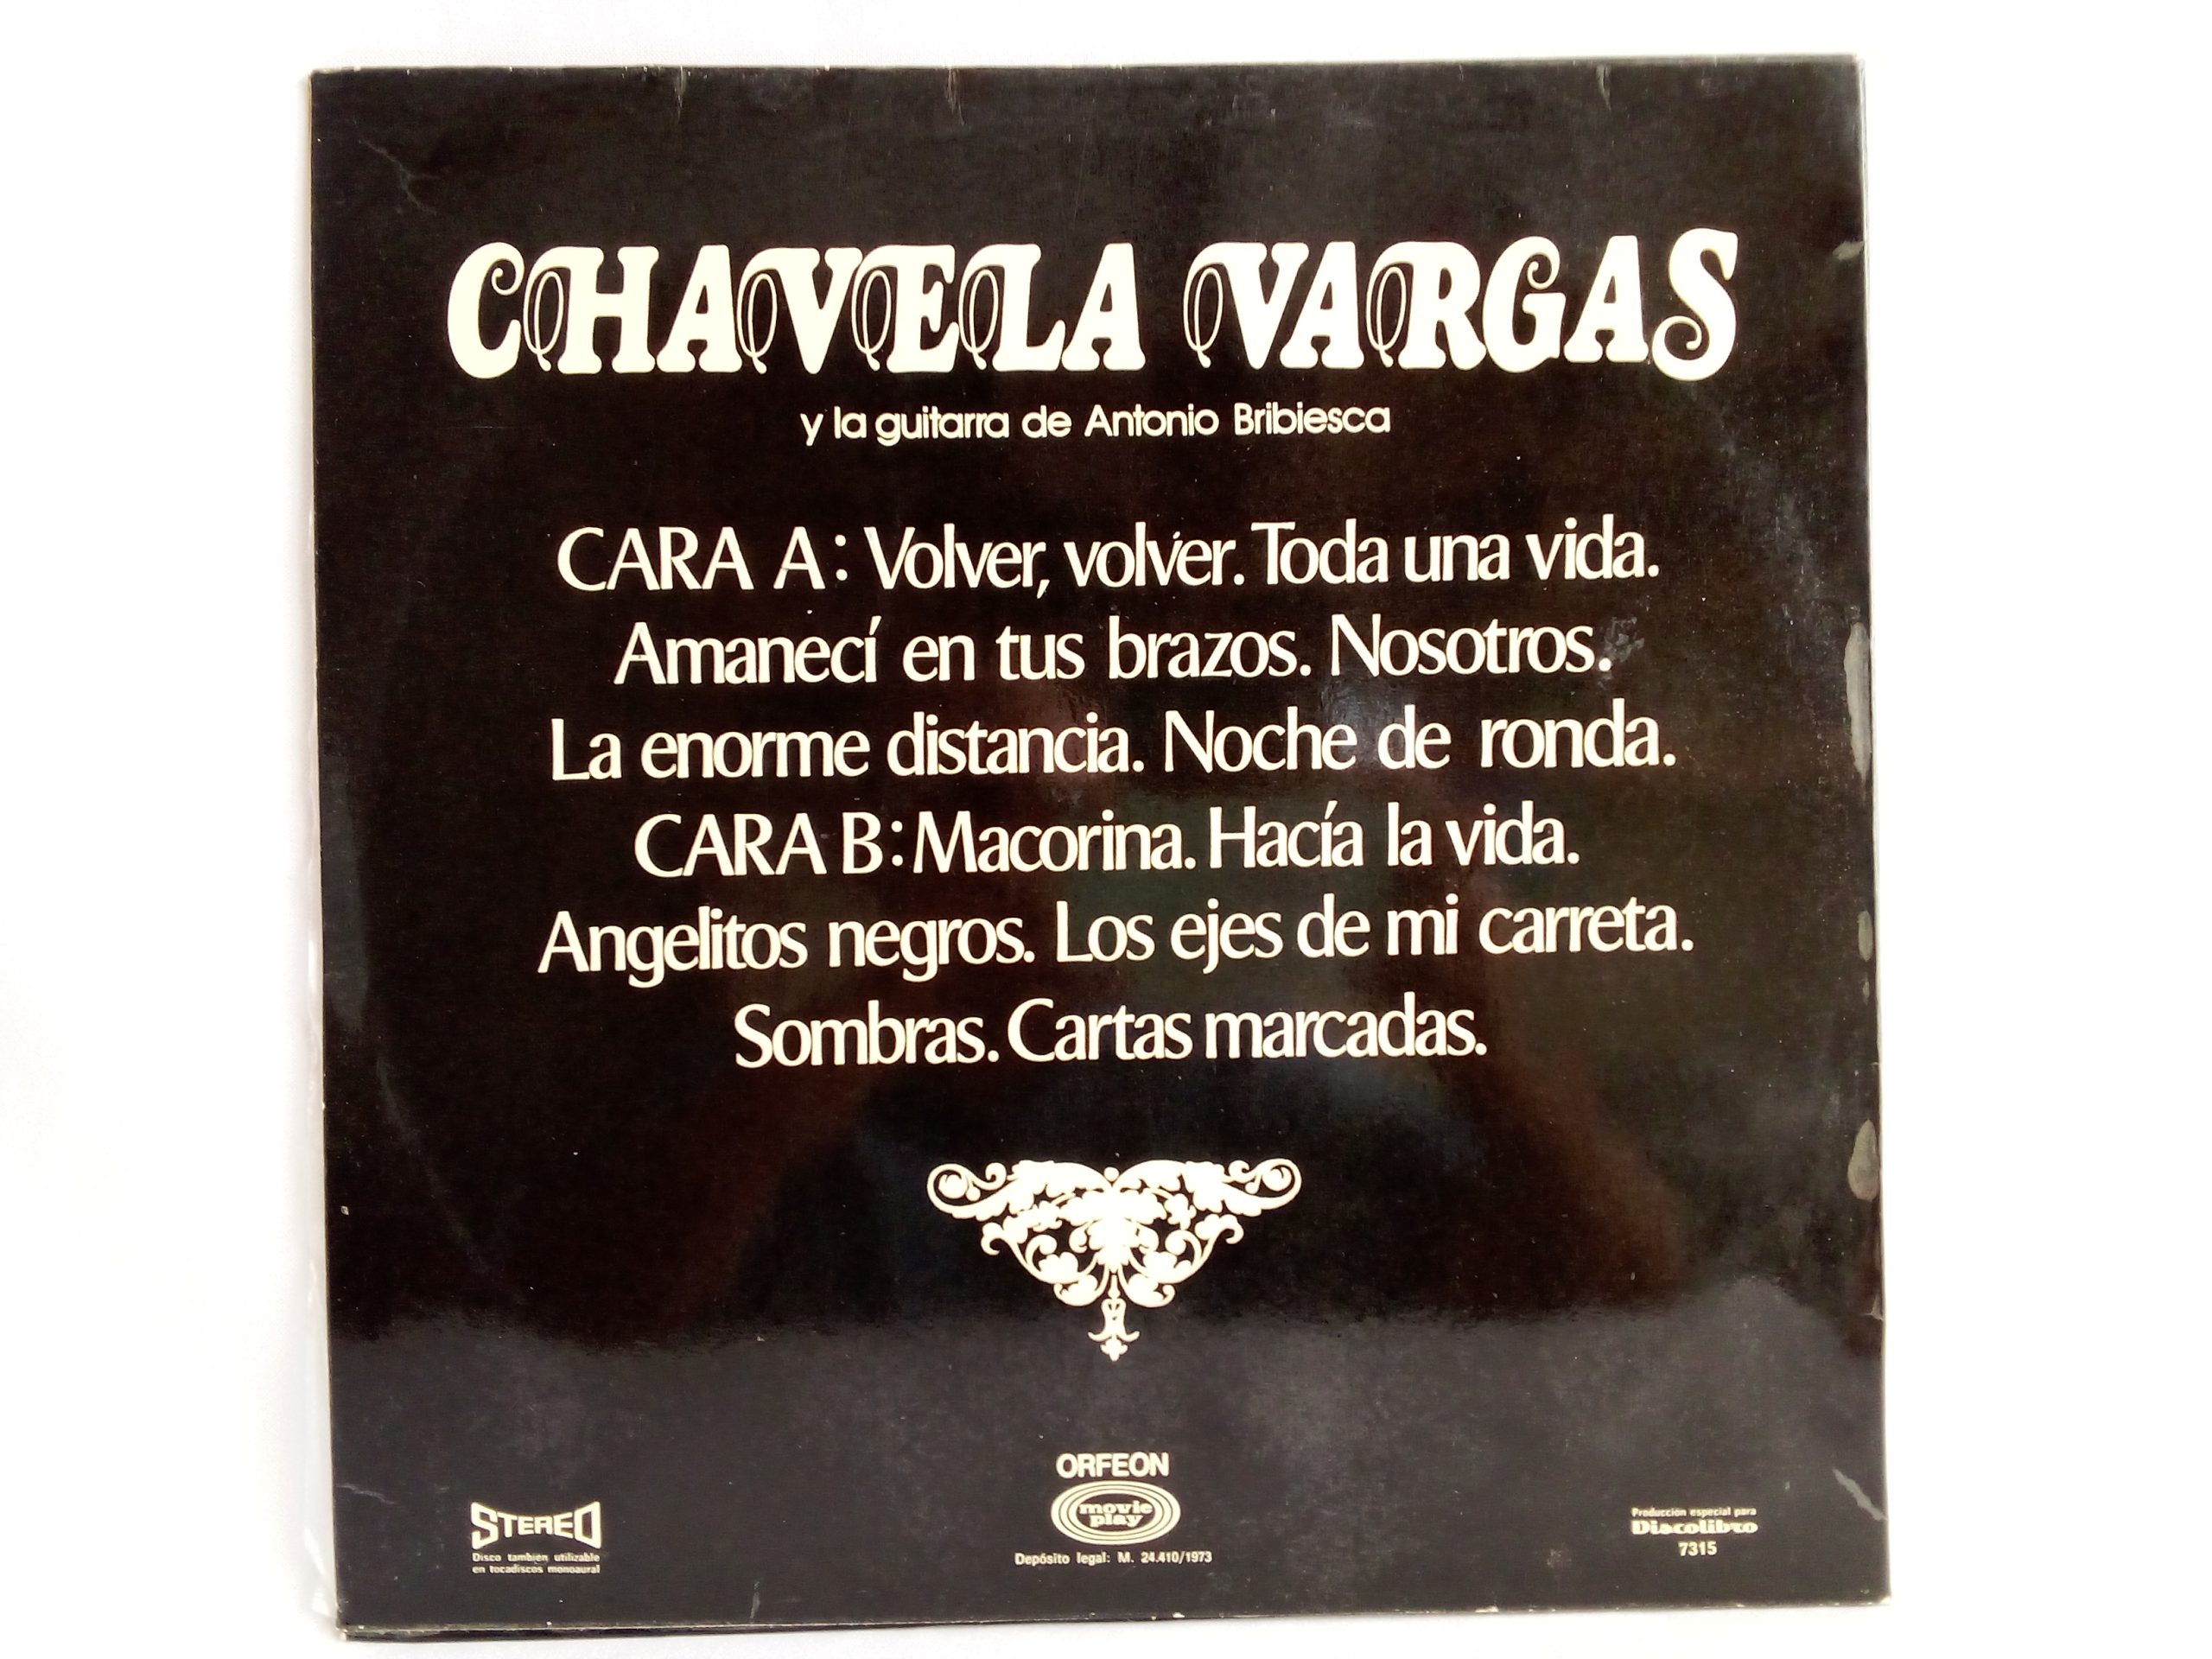 CHAVELA VARGAS
y la guitarra de Antonio Bribiesca
CARA A: Volver, volver. Toda una vida.
Amanecí en tus brazos. Nosotros.
La enorme distancia. Noche de ronda.
CARA B: Macorina. Hacía la vida.
Angelitos negros. Los ejes de mi carreta.
Sombras. Cartas marcadas.
ORFEON
movie
play
Depósito legal: M. 24.410/1973
STEREO
Disco tambien utilizable
en tocadiscos monoaural
Producción especial para
Discolibro
7315